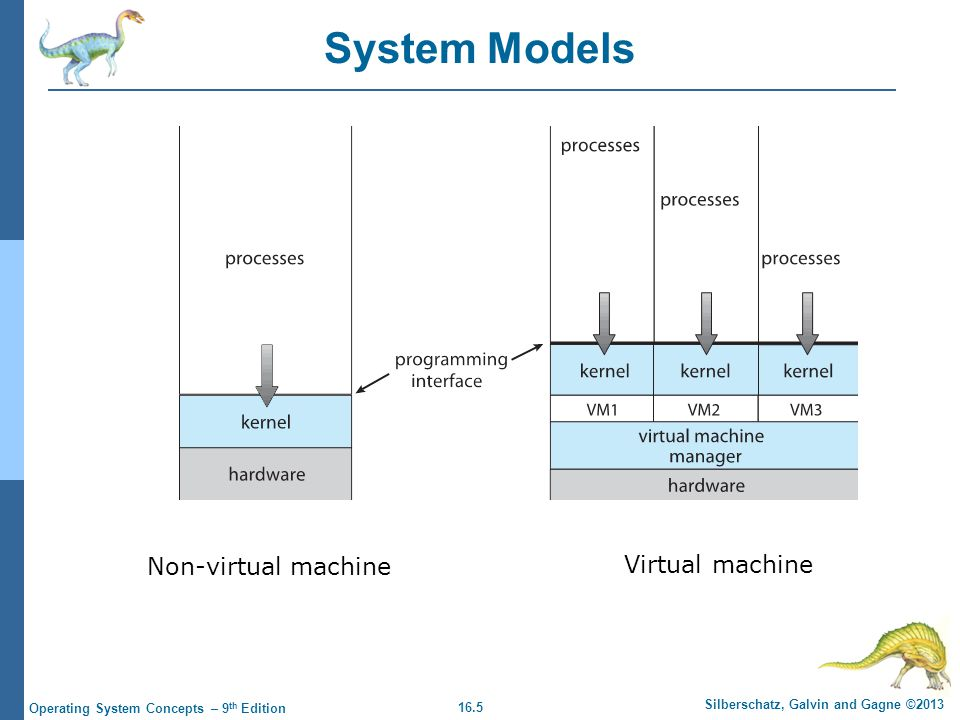 System Models
processes
kernel
hardware
programming
interface
processes
processes
processes
kernel kernel kernel
VM1 VM2 VM3
virtual machine
manager
hardware
Non-virtual machine
Virtual machine
Operating System Concepts – 9th Edition
16.5
Silberschatz, Galvin and Gagne ©2013